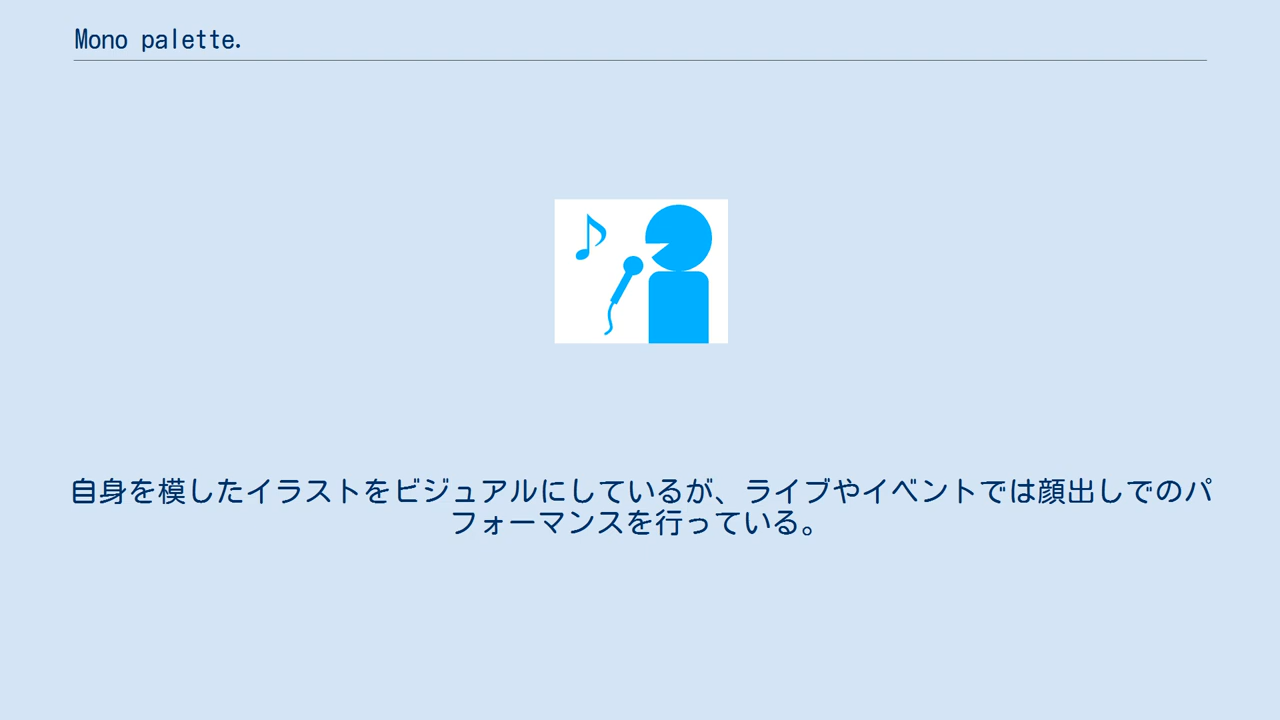 Mono palette.
自身を模したイラストをビジュアルにしているが、ライブやイベントでは顔出しでのパ
フォーマンスを行っている。